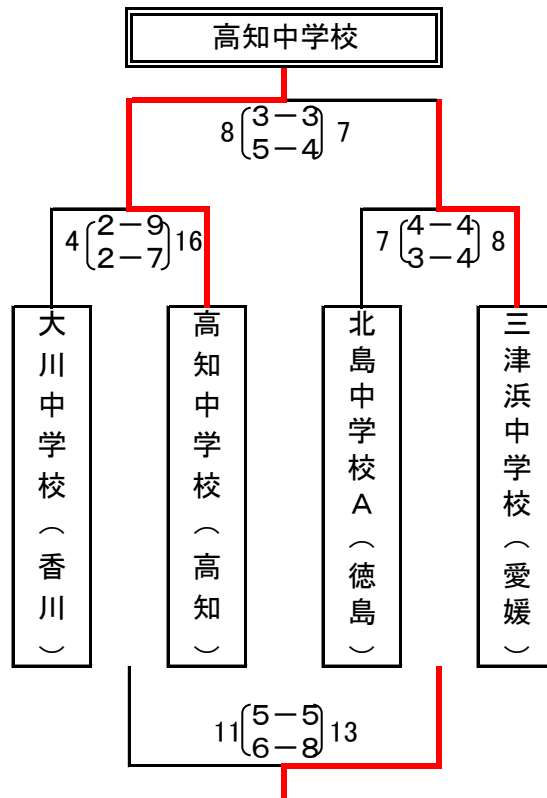 高知中学校
8 3-3 7
5-4
4 2-9 16
2-7
7 4-4 8
3-4
大川中学校(香川)
高知中学校(高知)
北島中学校A(徳島)
三津浜中学校(愛媛)
11 5-5 13
6-8